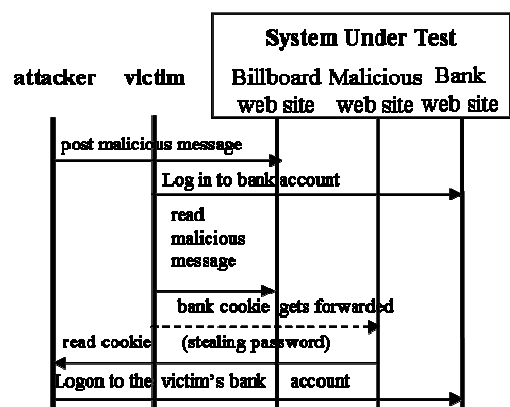 System Under Test
attacker victim Billboard Malicious Bank
web site web site web site
post malicious message
Log in to bank account
read
malicious
message
bank cookie gets forwarded
read cookie (stealing password)
Logon to the victim's bank account